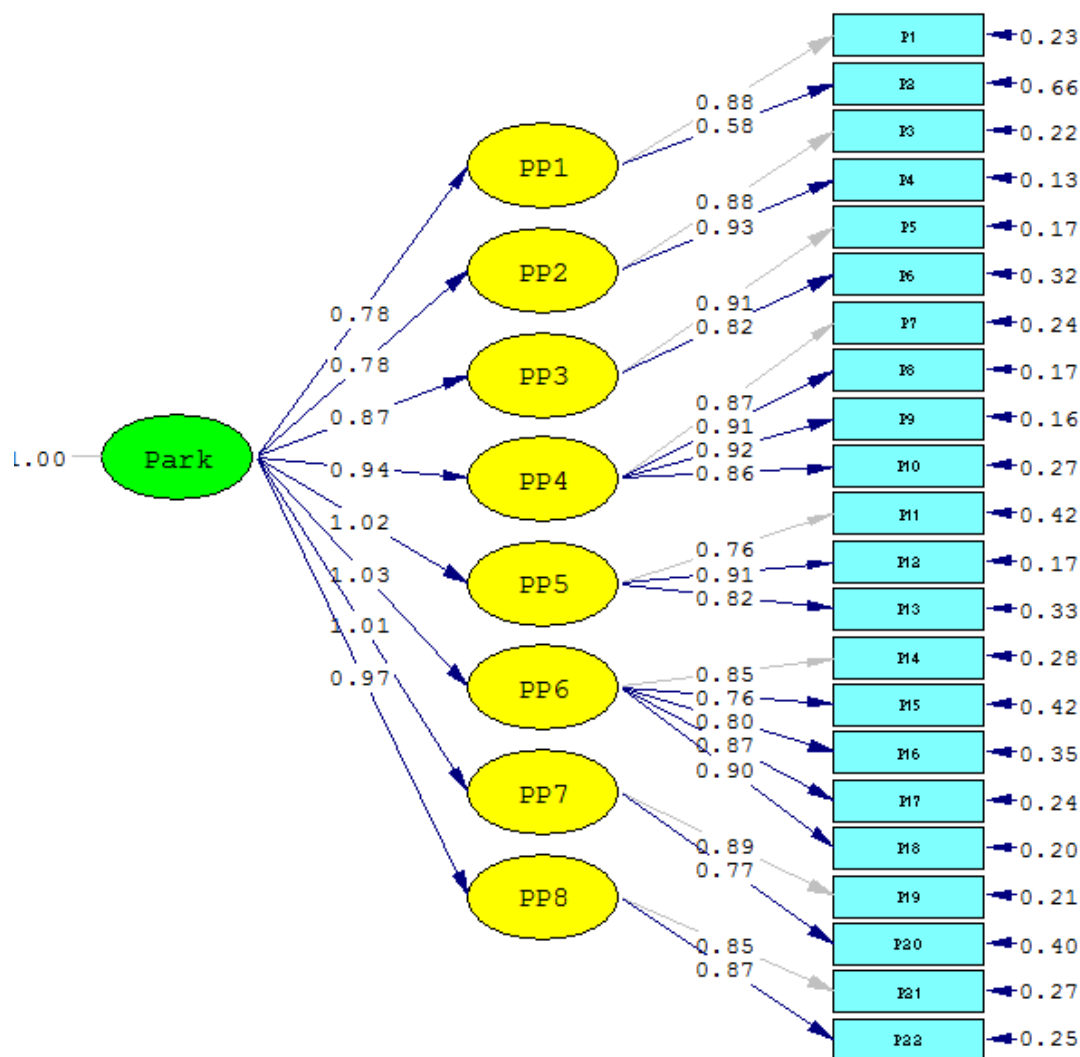 P1 0.23
P2 0.66
0.88
0.58
P3 0.22
PP1
P4 0.13
0.88
0.93
P5 0.17
PP2
P6 0.32
0.91
0.78
0.82
P7 0.24
0.78
PP3
P8 0.17
0.87
0.91
0.87
P9 0.16
0.92
1.00 Park
0.94
PP4
0.86
P10 0.27
P11 0.42
1.02
0.76
P12 0.17
1.03
PP5
0.91
0.82
P13 0.33
1.01
P14 0.28
0.97
0.85
PP6
0.76
P15 0.42
0.80
0.87
P16 0.35
0.90
PP7
P17 0.24
P18 0.20
0.89
0.77
P19 0.21
PP8
P20 0.40
0.85
0.87
P21 0.27
P22 0.25